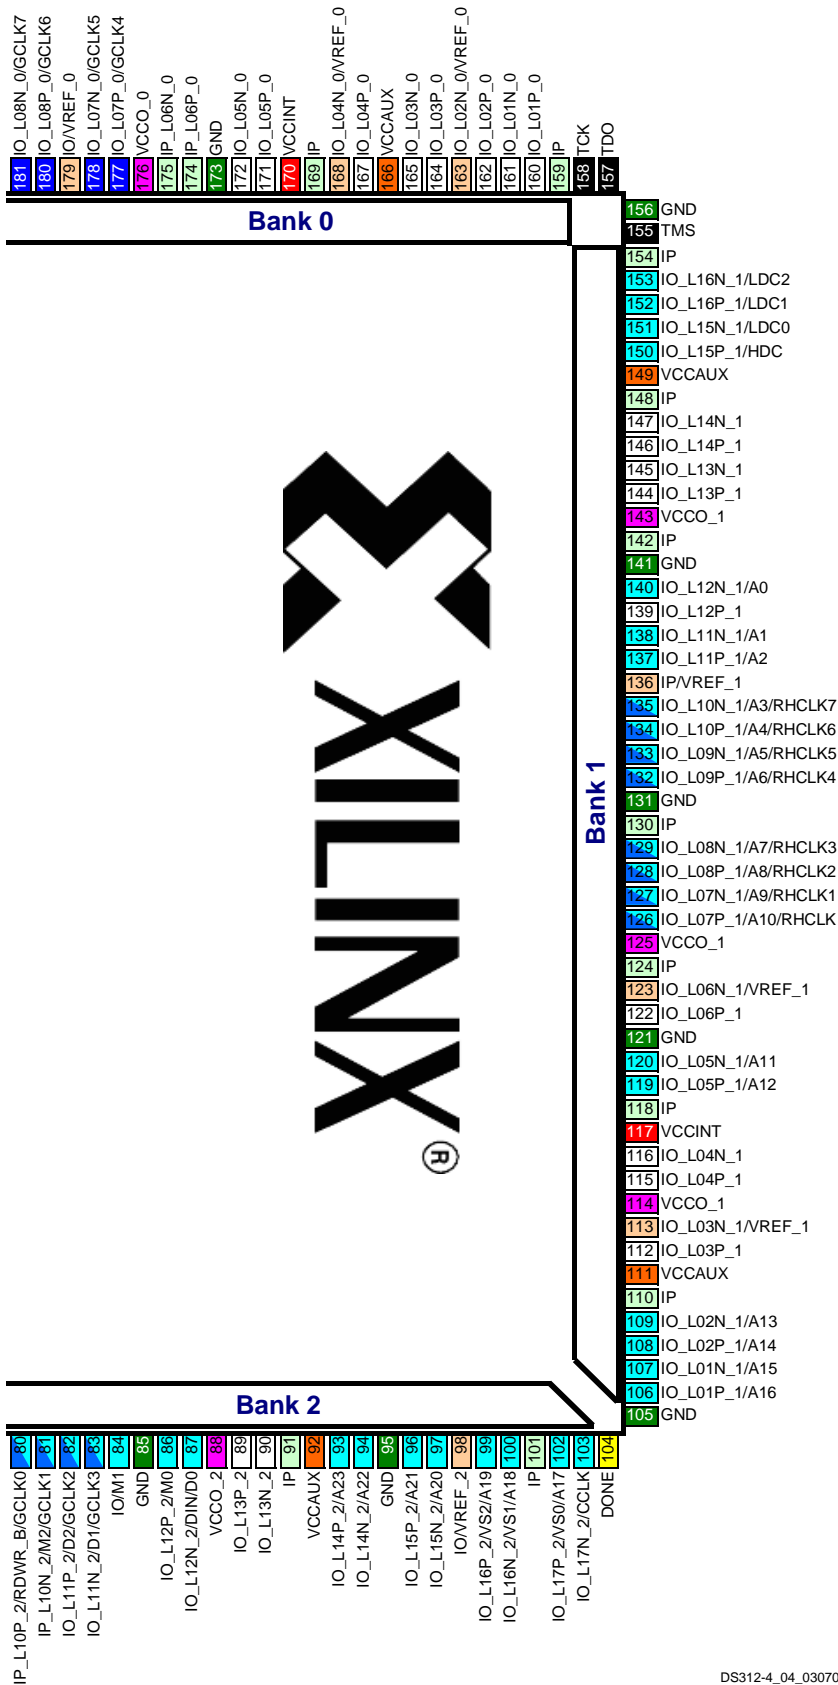 181 IO_L08N_0/GCLK7
180 IO_L08P_0/GCLK6
179 IO/VREF_0
178 IO_L07N_0/GCLK5
177 IO_L07P_0/GCLK4
176 VCCO_0
175 IP_L06N_0
174 IP_L06P_0
173 GND
172 IO_L05N_0
171 IO_L05P_0
170 VCCINT
169 IP
168 IO_L04N_0/VREF_0
167 IO_L04P_0
166 VCCAUX
165 IO_L03N_0
164 IO_L03P_0
163 IO_L02N_0/VREF_0
162 IO_L02P_0
161 IO_L01N_0
160 IO_L01P_0
159 IP
158 TCK
157 TDO
Bank 0
156 GND
155 TMS
154 IP
153 IO_L16N_1/LDC2
152 IO_L16P_1/LDC1
151 IO_L15N_1/LDC0
150 IO_L15P_1/HDC
149 VCCAUX
148 IP
147 IO_L14N_1
146 IO_L14P_1
145 IO_L13N_1
144 IO_L13P_1
143 VCCO_1
142 IP
141 GND
140 IO_L12N_1/A0
139 IO_L12P_1
138 IO_L11N_1/A1
137 IO_L11P_1/A2
136 IP/VREF_1
135 IO_L10N_1/A3/RHCLK7
134 IO_L10P_1/A4/RHCLK6
133 IO_L09N_1/A5/RHCLK5
132 IO_L09P_1/A6/RHCLK4
131 GND
130 IP
129 IO_L08N_1/A7/RHCLK3
128 IO_L08P_1/A8/RHCLK2
127 IO_L07N_1/A9/RHCLK1
126 IO_L07P_1/A10/RHCLK
125 VCCO_1
124 IP
123 IO_L06N_1/VREF_1
122 IO_L06P_1
121 GND
120 IO_L05N_1/A11
119 IO_L05P_1/A12
118 IP
117 VCCINT
116 IO_L04N_1
115 IO_L04P_1
114 VCCO_1
113 IO_L03N_1/VREF_1
112 IO_L03P_1
111 VCCAUX
110 IP
109 IO_L02N_1/A13
108 IO_L02P_1/A14
107 IO_L01N_1/A15
106 IO_L01P_1/A16
105 GND
Bank 1
XILINX ®
Bank 2
80 IP_L10P_2/RDWR_B/GCLK0
81 IP_L10N_2/M2/GCLK1
82 IO_L11P_2/D2/GCLK2
83 IO_L11N_2/D1/GCLK3
84 IO/M1
85 GND
86 IO_L12P_2/M0
87 IO_L12N_2/DIN/D0
88 VCCO_2
89 IO_L13P_2
90 IO_L13N_2
91 IP
92 VCCAUX
93 IO_L14P_2/A23
94 IO_L14N_2/A22
95 GND
96 IO_L15P_2/A21
97 IO_L15N_2/A20
98 IO/VREF_2
99 IO_L16P_2/VS2/A19
100 IO_L16N_2/VS1/A18
101 IP
102 IO_L17P_2/VS0/A17
103 IO_L17N_2/CCLK
104 DONE
DS312-4_04_03070